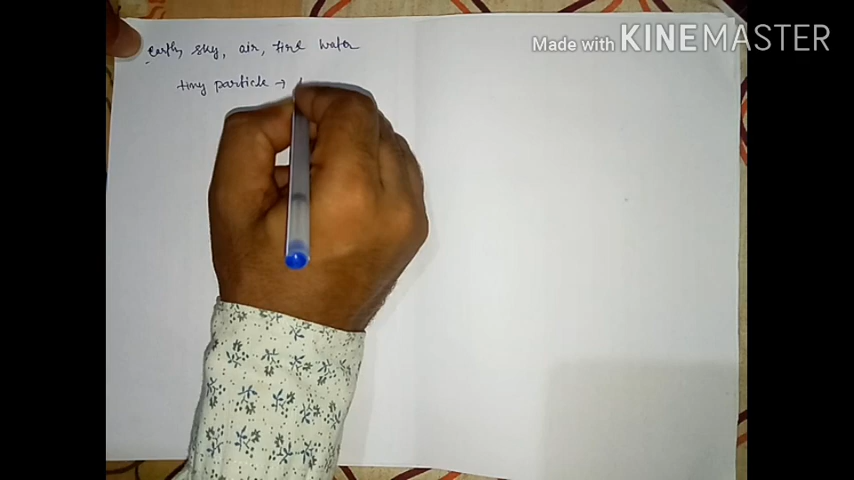 Made with KINEMASTER
earth, sky, air, fire water
tiny particle →